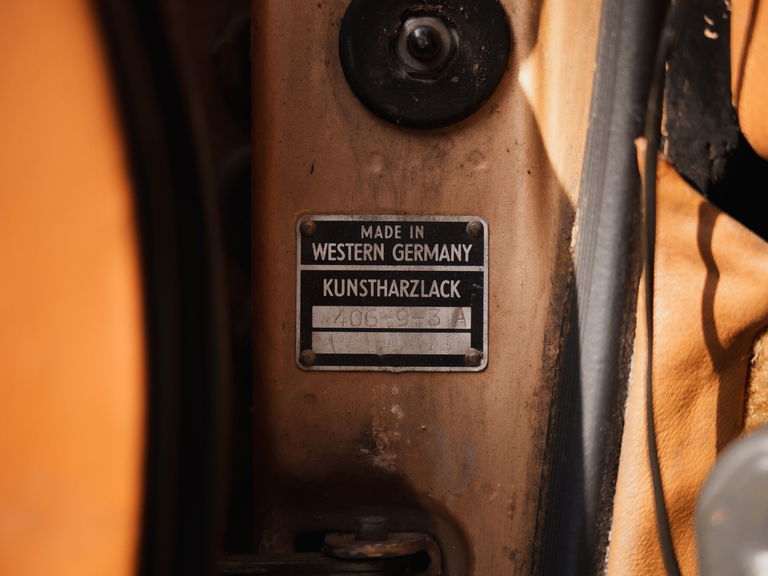 MADE IN
WESTERN GERMANY
KUNSTHARZLACK
406-9-3 A